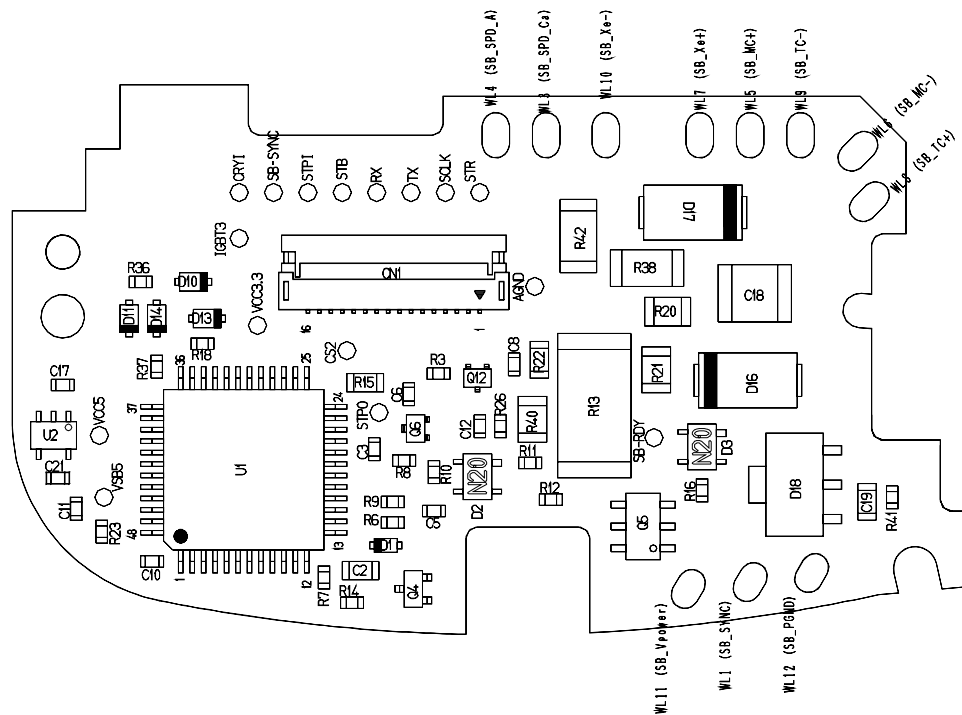 WL4 (SB_SPD_A)
WL3 (SB_SPD_Ca)
WL10 (SB_Xe-)
WL7 (SB_Xe+)
WL5 (SB_MC+)
WL9 (SB_TC-)
WL6 (SB_MC-)
WL8 (SB_TC+)
CRYI
SB-SYNC
STPI
STB
RX
TX
SCLK
STR
IGBT3
VCC3.3
CN1
AGND
16
1
R42
D17
R38
R20
C18
R36
D10
D11
D14
D13
R18
R37
36
25
CS2
R3
C8
R22
R21
D16
C17
R15
C6
Q12
R13
U2
VCC5
37
24
STPO
Q6
C12
R26
R40
SB-RDY
N20
D3
C21
VSB5
U1
C3
R8
R10
N20
D2
R11
R12
R16
D18
C19
R41
C11
R23
48
13
R9
R6
C5
D1
Q5
C10
1
12
R7
C2
R14
Q4
WL11 (SB_Vpower)
WL1 (SB_SYNC)
WL12 (SB_PGND)